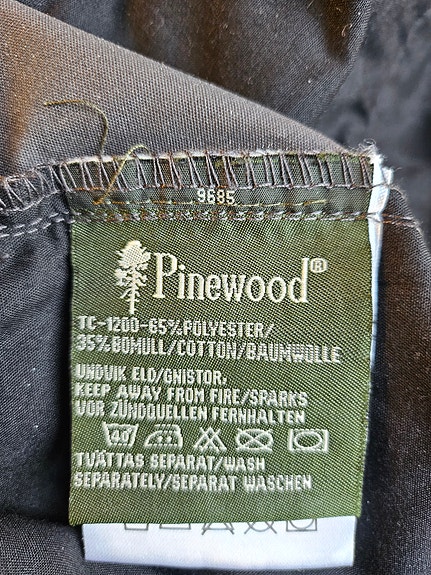 9685
Pinewood®
TC-1200-65%POLYESTER/
35%BOMULL/COTTON/BAUMWOLLE
UNDVIK ELD/GNISTOR.
KEEP AWAY FROM FIRE/SPARKS
VOR ZÜNDQUELLEN FERNHALTEN
40
TVÄTTAS SEPARAT/WASH
SEPARATELY/SEPARAT WASCHEN